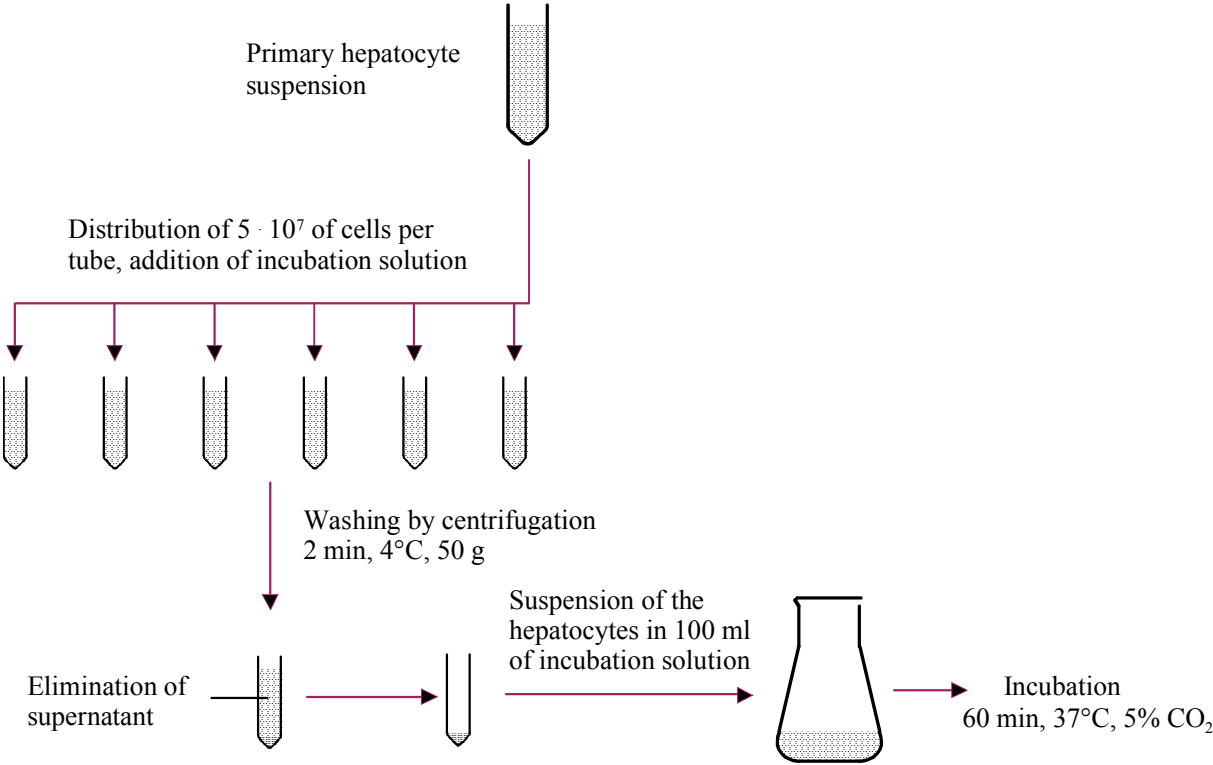 Primary hepatocyte
suspension
Distribution of 5 · 10⁷ of cells per
tube, addition of incubation solution
Washing by centrifugation
2 min, 4°C, 50 g
Suspension of the
hepatocytes in 100 ml
of incubation solution
Elimination of
supernatant
Incubation
60 min, 37°C, 5% CO₂